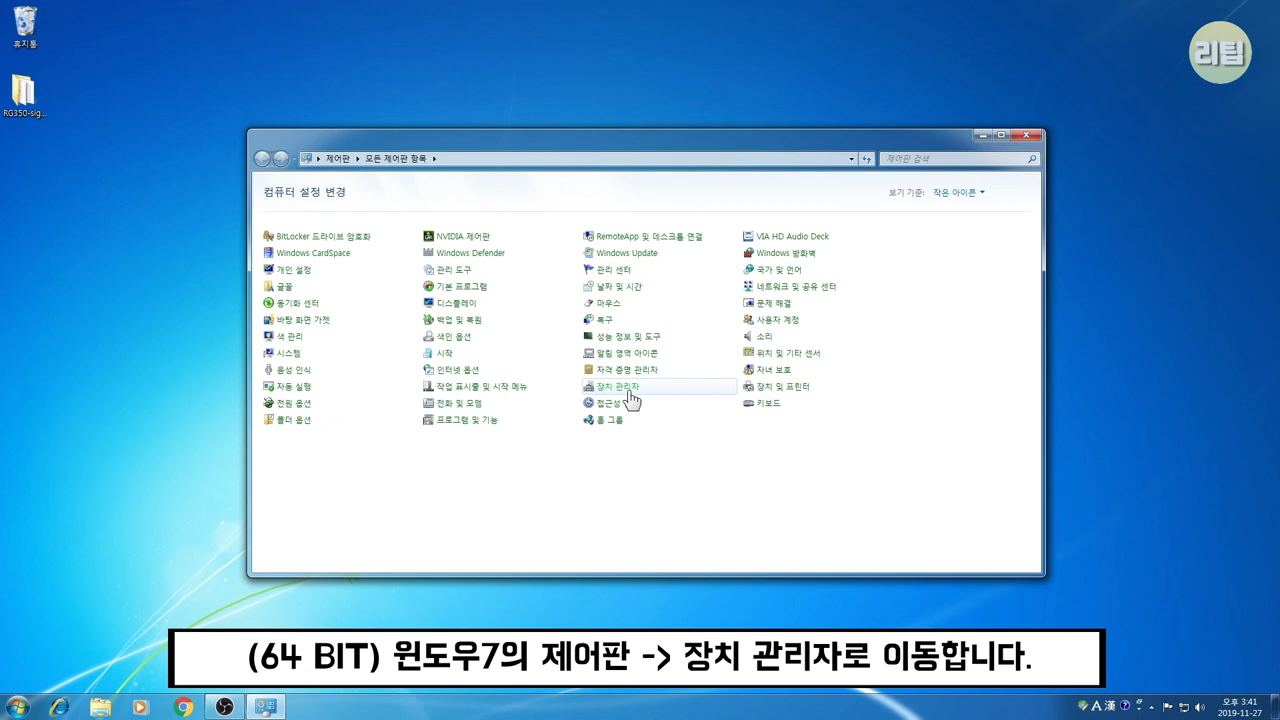 휴지통
리팁
RG350-sig...
제어판 ▸ 모든 제어판 항목 ▸
제어판 검색
컴퓨터 설정 변경
보기 기준: 작은 아이콘
BitLocker 드라이브 암호화
NVIDIA 제어판
RemoteApp 및 데스크톱 연결
VIA HD Audio Deck
Windows CardSpace
Windows Defender
Windows Update
Windows 방화벽
개인 설정
관리 도구
관리 센터
국가 및 언어
글꼴
기본 프로그램
날짜 및 시간
네트워크 및 공유 센터
동기화 센터
디스플레이
마우스
문제 해결
바탕 화면 가젯
백업 및 복원
복구
사용자 계정
색 관리
색인 옵션
성능 정보 및 도구
소리
시스템
시작
알림 영역 아이콘
위치 및 기타 센서
음성 인식
인터넷 옵션
자격 증명 관리자
자녀 보호
자동 실행
작업 표시줄 및 시작 메뉴
장치 관리자
장치 및 프린터
전원 옵션
전화 및 모뎀
접근성
키보드
폴더 옵션
프로그램 및 기능
홈 그룹
(64 BIT) 윈도우7의 제어판 -> 장치 관리자로 이동합니다.
A 漢
오후 3:41
2019-11-27